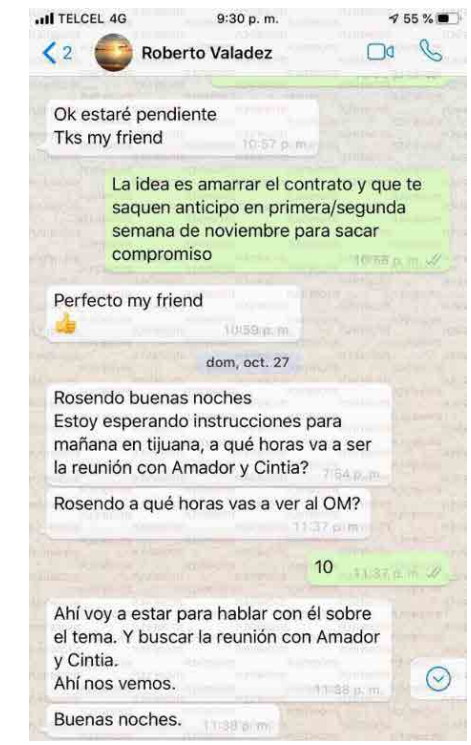 TELCEL 4G 9:30 p. m. 55 %
2 Roberto Valadez
Ok estaré pendiente
Tks my friend
10:57 p. m.
La idea es amarrar el contrato y que te
saquen anticipo en primera/segunda
semana de noviembre para sacar
compromiso
Perfecto my friend
10:59 p. m.
dom, oct. 27
Rosendo buenas noches
Estoy esperando instrucciones para
mañana en tijuana, a qué horas va a ser
la reunión con Amador y Cintia?
Rosendo a qué horas vas a ver al OM?
11:37 p. m.
10
11:37 p. m.
Ahí voy a estar para hablar con él sobre
el tema. Y buscar la reunión con Amador
y Cintia.
Ahí nos vemos.
11:38 p. m.
Buenas noches.
11:38 p. m.